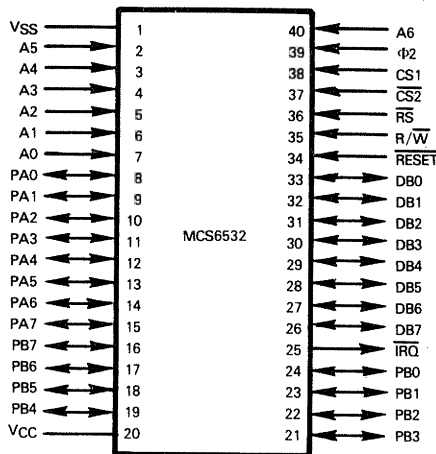 VSS 1 40 A6
A5 2 39 Φ2
A4 3 38 CS1
A3 4 37 C̅S̅2̅
A2 5 36 R̅S̅
A1 6 35 R/W̅
A0 7 34 R̅E̅S̅E̅T̅
PA0 8 33 DB0
PA1 9 32 DB1
PA2 10 31 DB2
PA3 11 MCS6532 30 DB3
PA4 12 29 DB4
PA5 13 28 DB5
PA6 14 27 DB6
PA7 15 26 DB7
PB7 16 25 I̅R̅Q̅
PB6 17 24 PB0
PB5 18 23 PB1
PB4 19 22 PB2
VCC 20 21 PB3